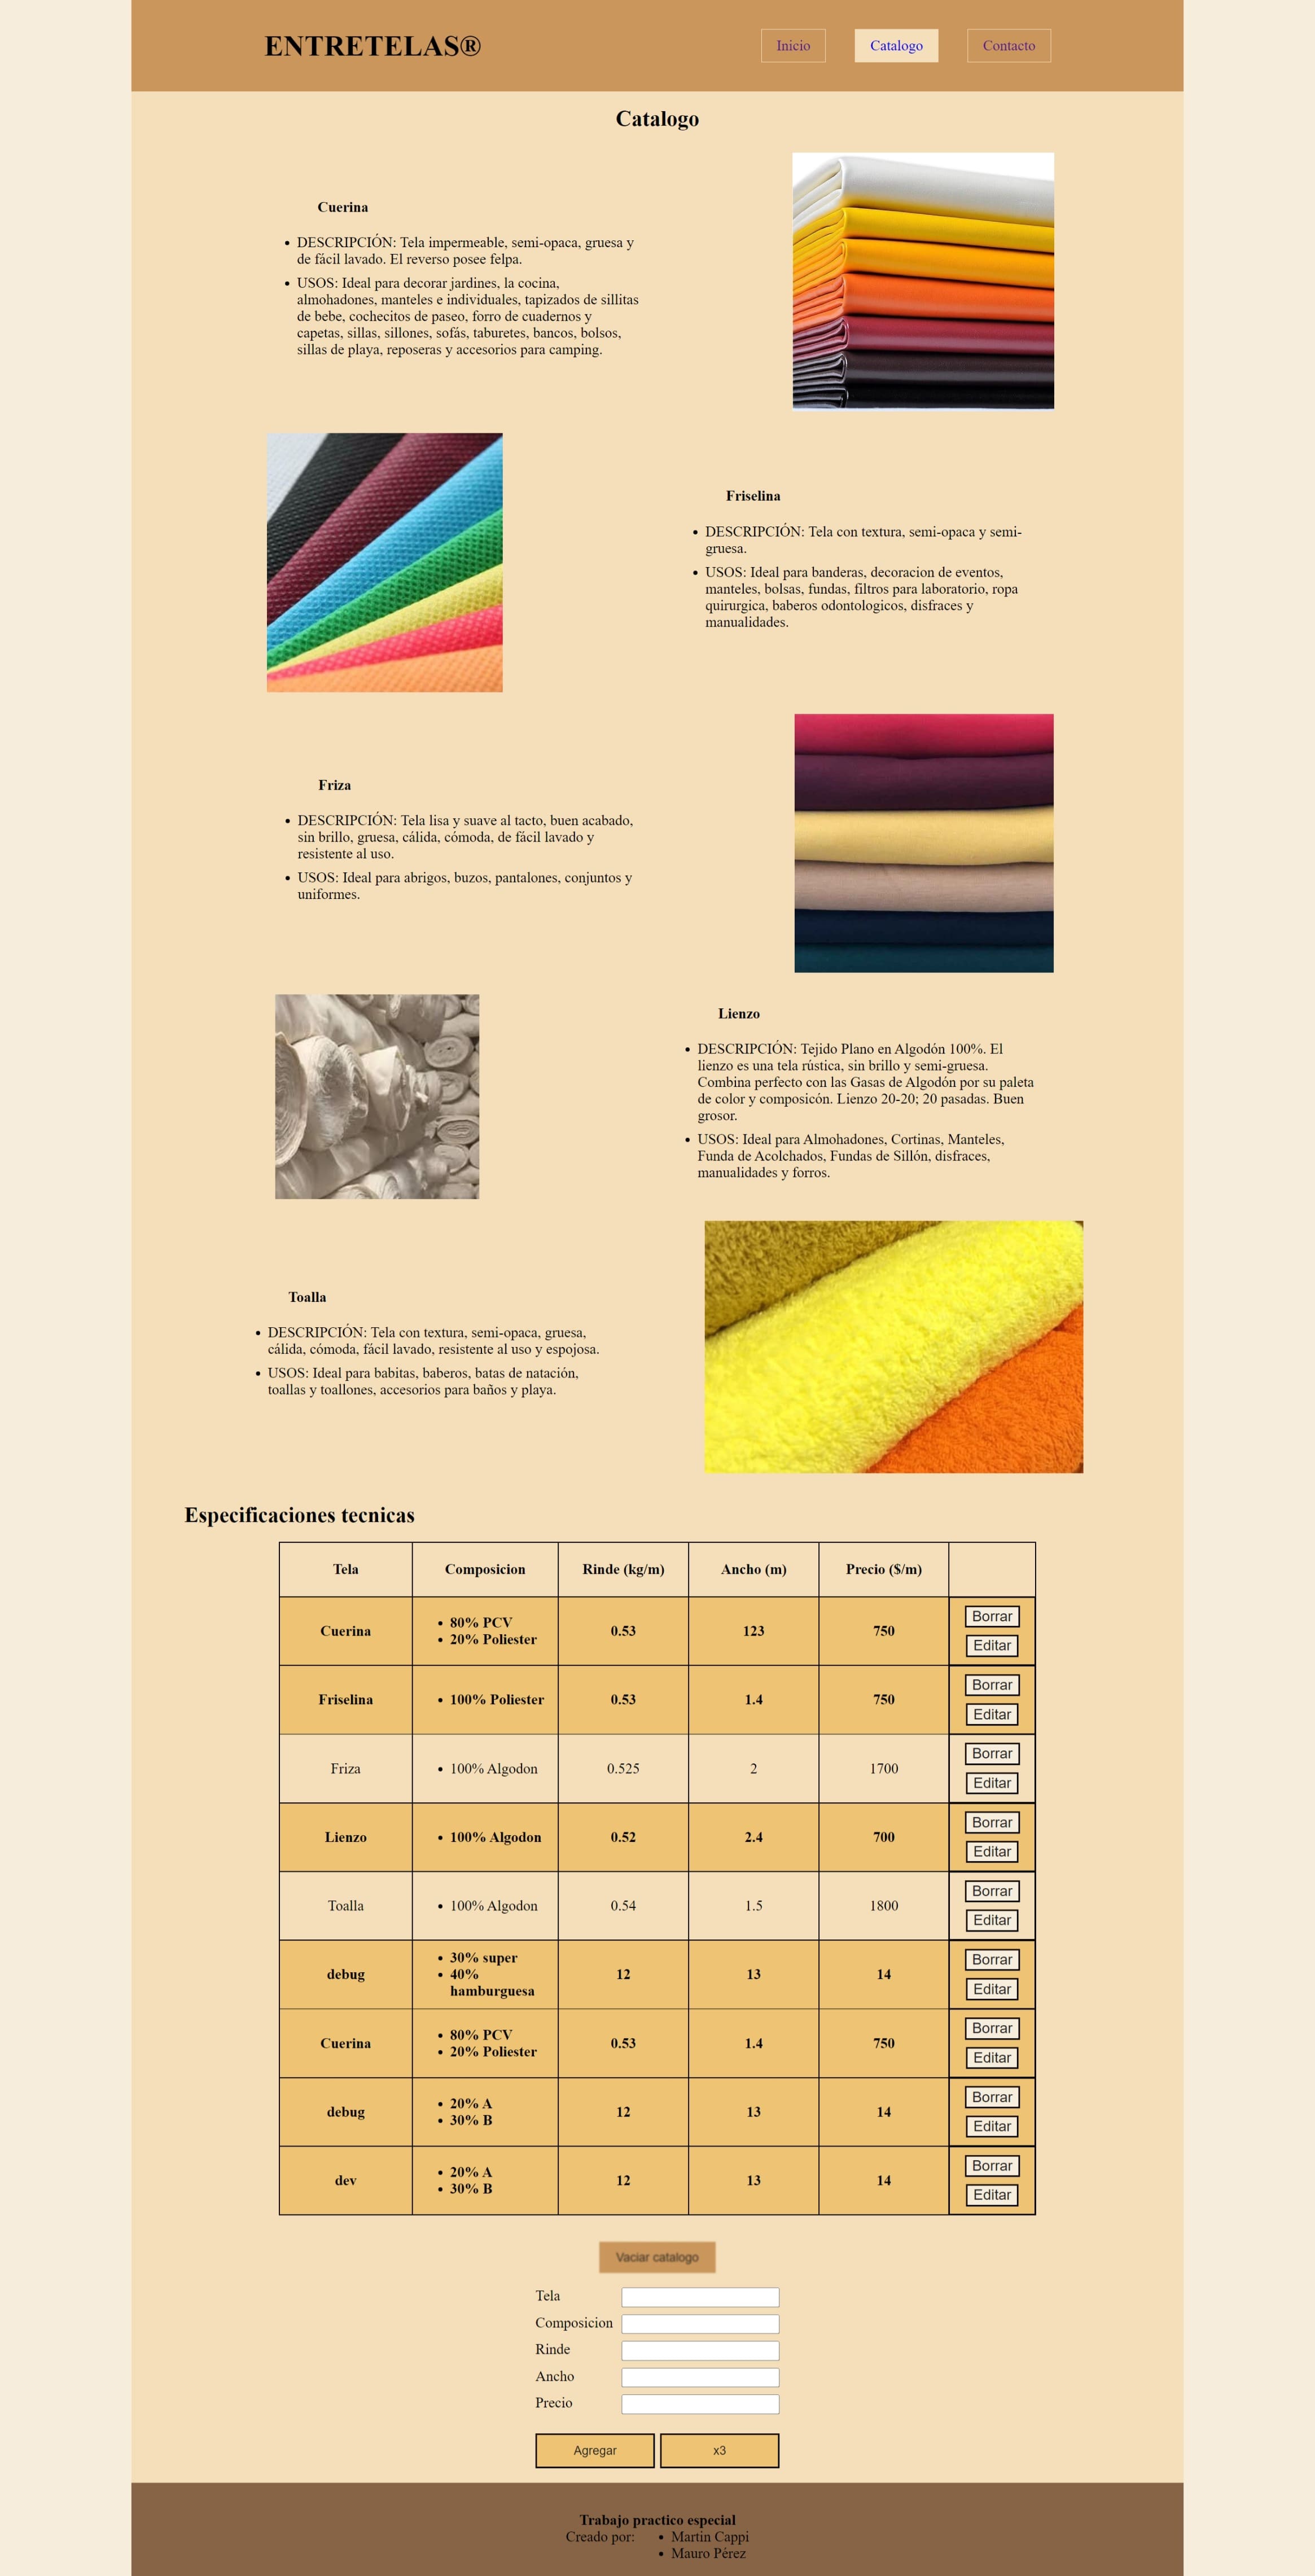 ENTRETELAS®
Inicio
Catalogo
Contacto
Catalogo
Cuerina
• DESCRIPCIÓN: Tela impermeable, semi-opaca, gruesa y
de fácil lavado. El reverso posee felpa.
• USOS: Ideal para decorar jardines, la cocina,
almohadones, manteles e individuales, tapizados de sillitas
de bebe, cochecitos de paseo, forro de cuadernos y
capetas, sillas, sillones, sofás, taburetes, bancos, bolsos,
sillas de playa, reposeras y accesorios para camping.
Friselina
• DESCRIPCIÓN: Tela con textura, semi-opaca y semi-
gruesa.
• USOS: Ideal para banderas, decoracion de eventos,
manteles, bolsas, fundas, filtros para laboratorio, ropa
quirurgica, baberos odontologicos, disfraces y
manualidades.
Friza
• DESCRIPCIÓN: Tela lisa y suave al tacto, buen acabado,
sin brillo, gruesa, cálida, cómoda, de fácil lavado y
resistente al uso.
• USOS: Ideal para abrigos, buzos, pantalones, conjuntos y
uniformes.
Lienzo
• DESCRIPCIÓN: Tejido Plano en Algodón 100%. El
lienzo es una tela rústica, sin brillo y semi-gruesa.
Combina perfecto con las Gasas de Algodón por su paleta
de color y composicón. Lienzo 20-20; 20 pasadas. Buen
grosor.
• USOS: Ideal para Almohadones, Cortinas, Manteles,
Funda de Acolchados, Fundas de Sillón, disfraces,
manualidades y forros.
Toalla
• DESCRIPCIÓN: Tela con textura, semi-opaca, gruesa,
cálida, cómoda, fácil lavado, resistente al uso y espojosa.
• USOS: Ideal para babitas, baberos, batas de natación,
toallas y toallones, accesorios para baños y playa.
Especificaciones tecnicas
Tela Composicion Rinde (kg/m) Ancho (m) Precio ($/m)
Cuerina • 80% PCV • 20% Poliester 0.53 123 750 Borrar Editar
Friselina • 100% Poliester 0.53 1.4 750 Borrar Editar
Friza • 100% Algodon 0.525 2 1700 Borrar Editar
Lienzo • 100% Algodon 0.52 2.4 700 Borrar Editar
Toalla • 100% Algodon 0.54 1.5 1800 Borrar Editar
debug • 30% super • 40% hamburguesa 12 13 14 Borrar Editar
Cuerina • 80% PCV • 20% Poliester 0.53 1.4 750 Borrar Editar
debug • 20% A • 30% B 12 13 14 Borrar Editar
dev • 20% A • 30% B 12 13 14 Borrar Editar
Vaciar catalogo
Tela
Composicion
Rinde
Ancho
Precio
Agregar x3
Trabajo practico especial
Creado por: • Martin Cappi
• Mauro Pérez